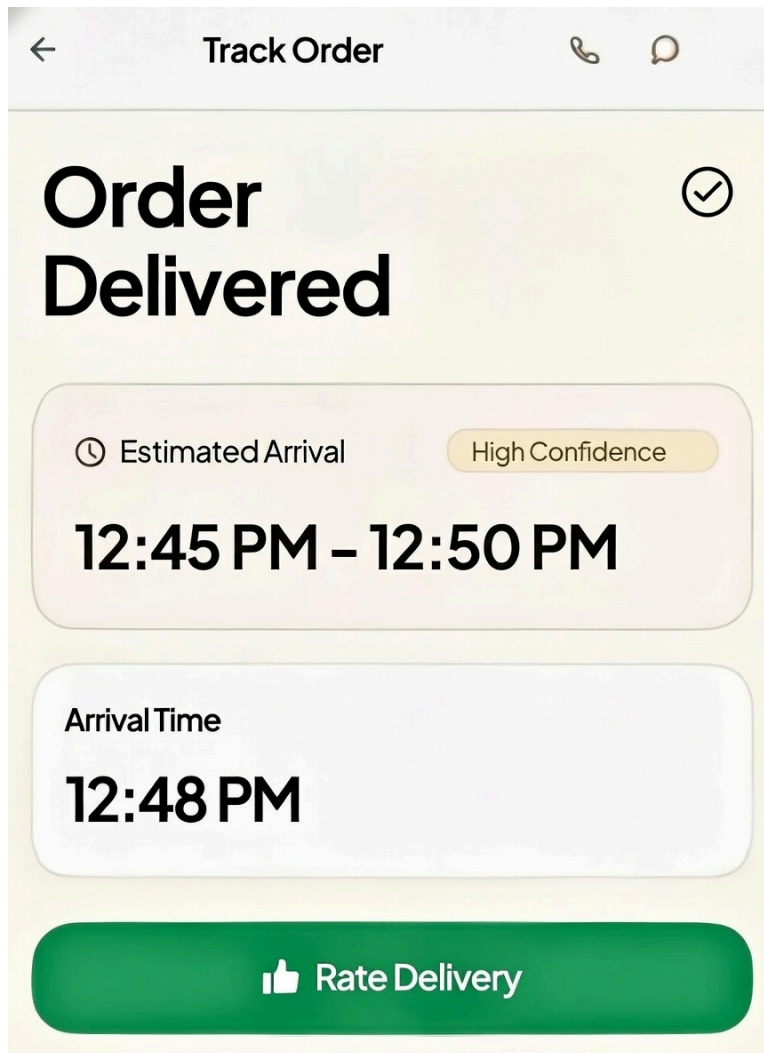 Track Order
Order
Delivered
Estimated Arrival
High Confidence
12:45 PM – 12:50 PM
Arrival Time
12:48 PM
Rate Delivery